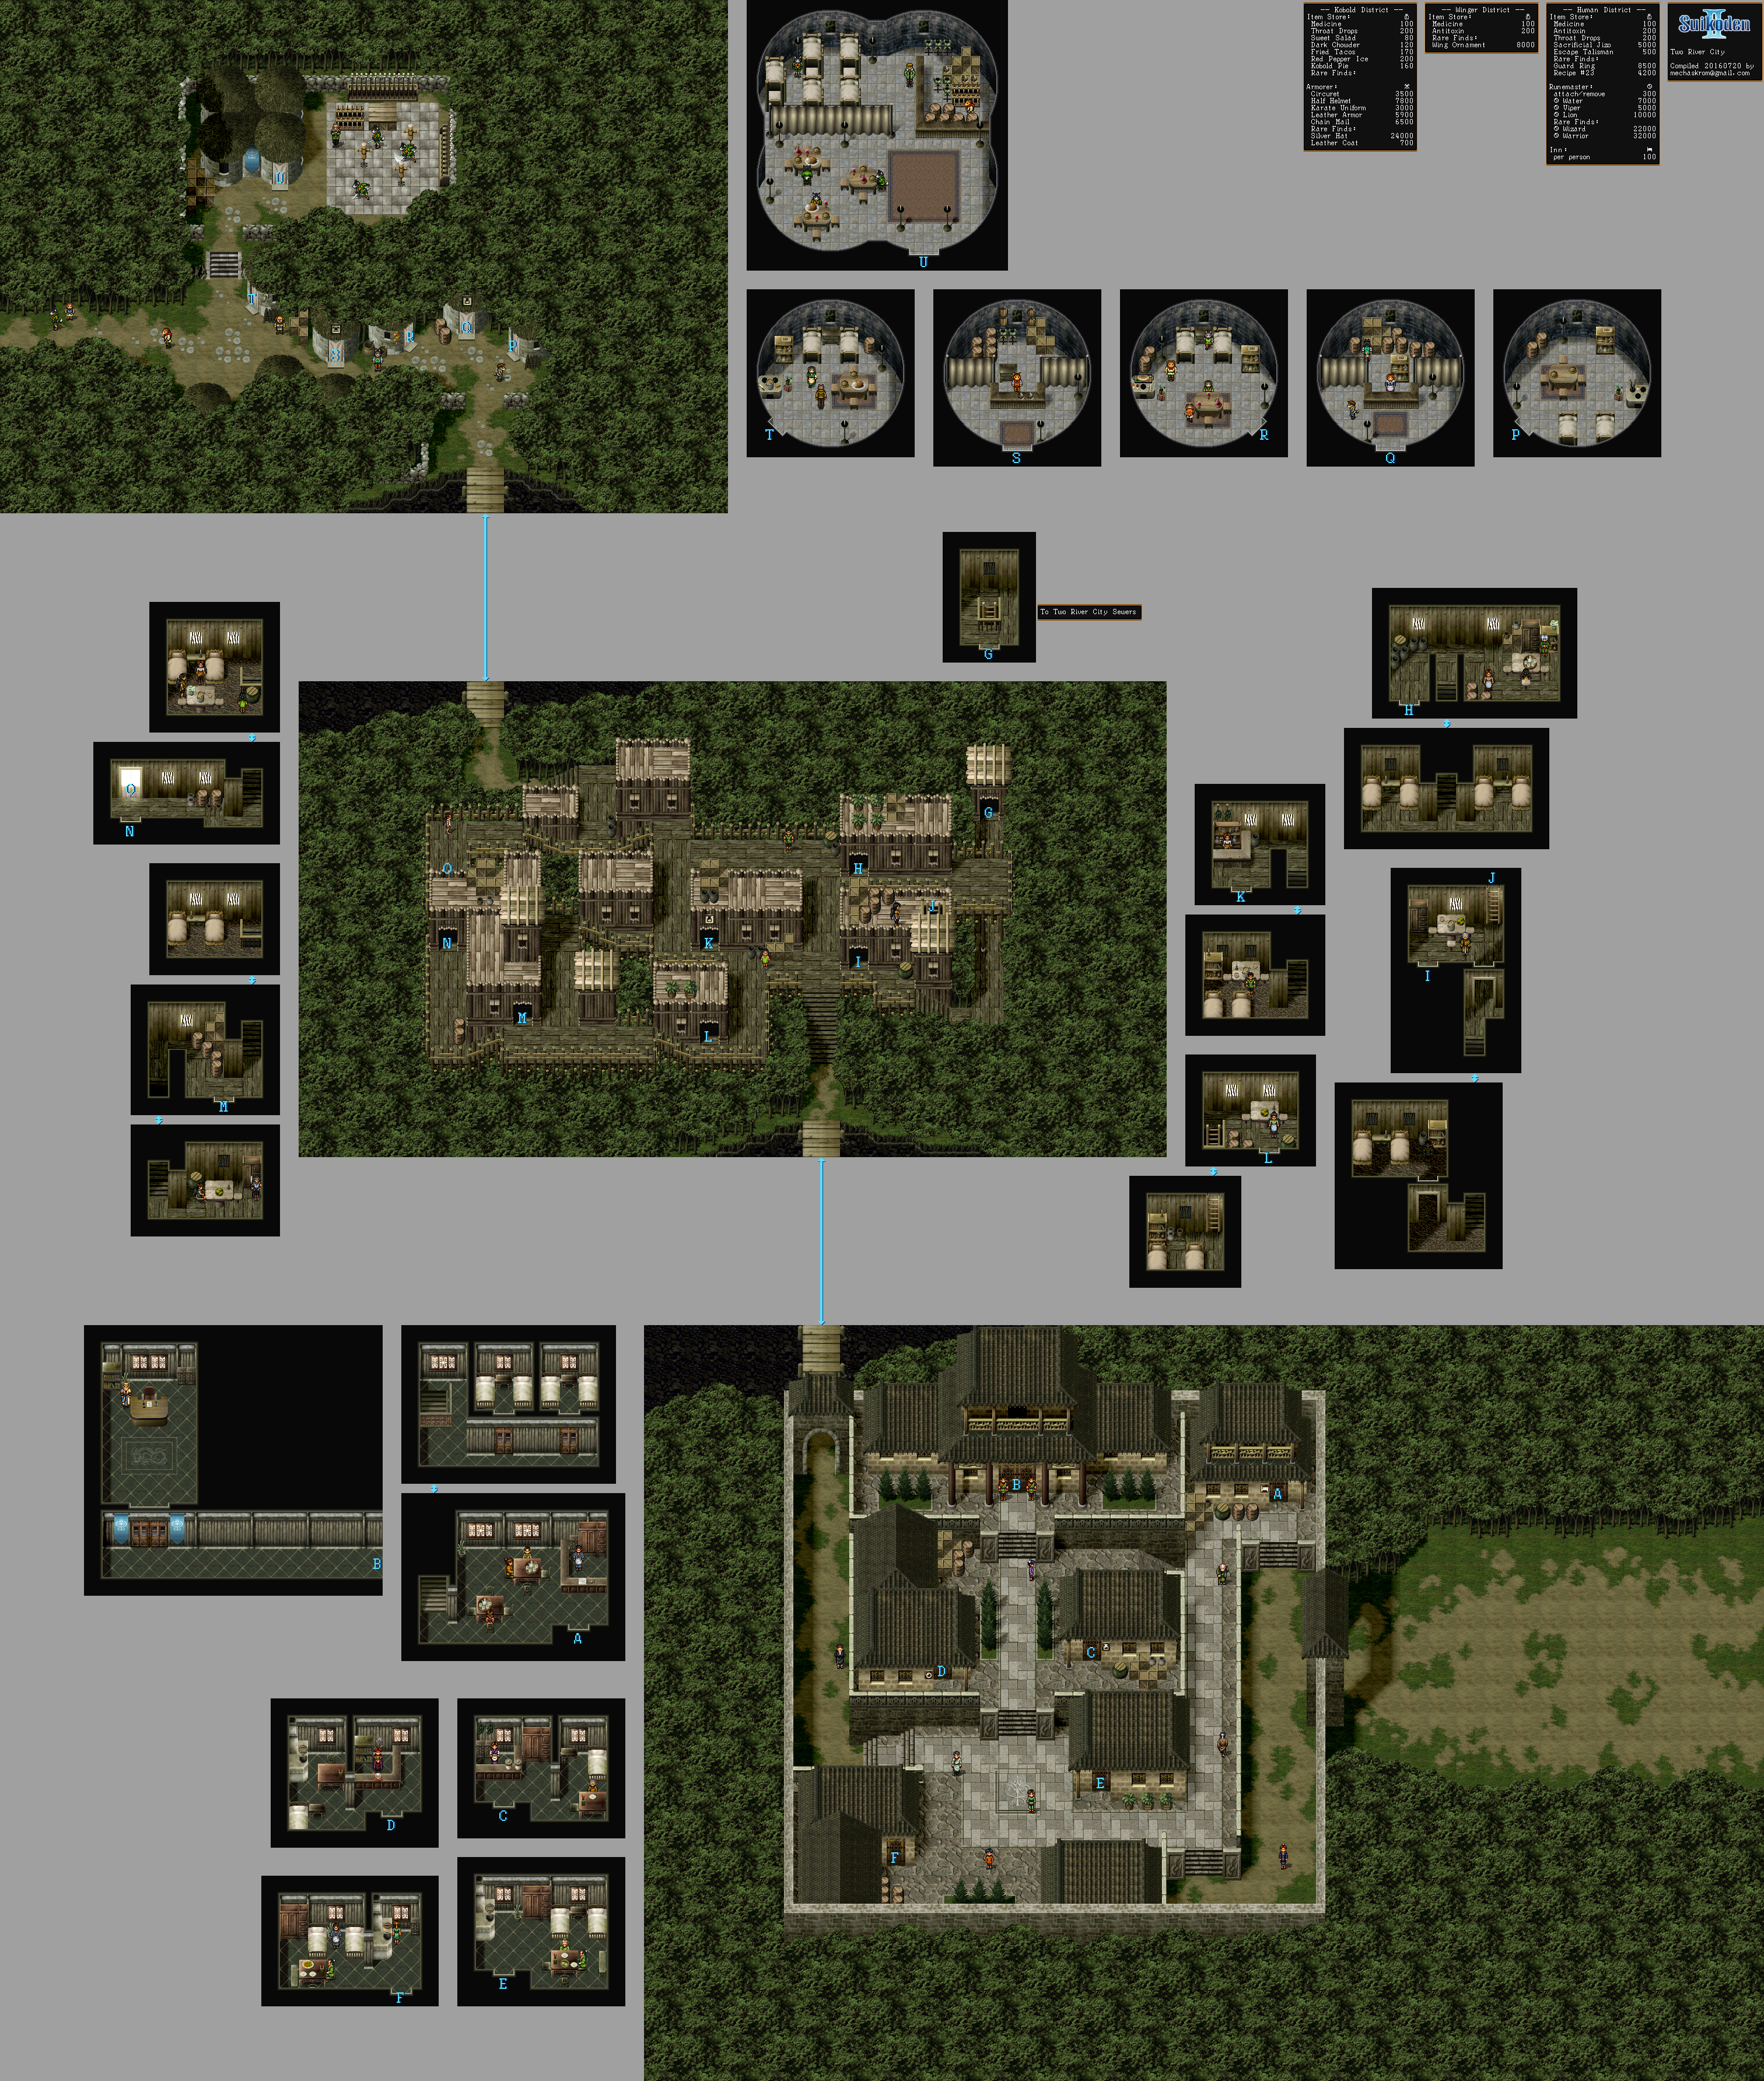 -- Kobold District --
Item Store:
Medicine 100
Throat Drops 200
Sweet Salad 80
Dark Chowder 120
Fried Tacos 170
Red Pepper Ice 200
Kobold Pie 160
Rare Finds:
Armorer:
Circuret 3500
Half Helmet 7800
Karate Uniform 3000
Leather Armor 5900
Chain Mail 6500
Rare Finds:
Silver Hat 24000
Leather Coat 700
-- Winger District --
Item Store:
Medicine 100
Antitoxin 200
Rare Finds:
Wing Ornament 8000
-- Human District --
Item Store:
Medicine 100
Antitoxin 200
Throat Drops 200
Sacrificial Jizo 5000
Escape Talisman 500
Rare Finds:
Guard Ring 8500
Recipe #23 4200
Runemaster:
attach/remove 300
Water 7000
Viper 5000
Lion 10000
Rare Finds:
Wizard 22000
Warrior 32000
Inn:
per person 100
Suikoden II
Two River City
Compiled 20160720 by
mechaskrom@gmail.com
U
U
T
S
R
Q
P
T
S
R
Q
P
G
To Two River City Sewers
H
O
N
G
H
O
J
K
N
K
I
J
I
M
L
M
L
B
A
B
A
C
D
D
C
E
F
F
E